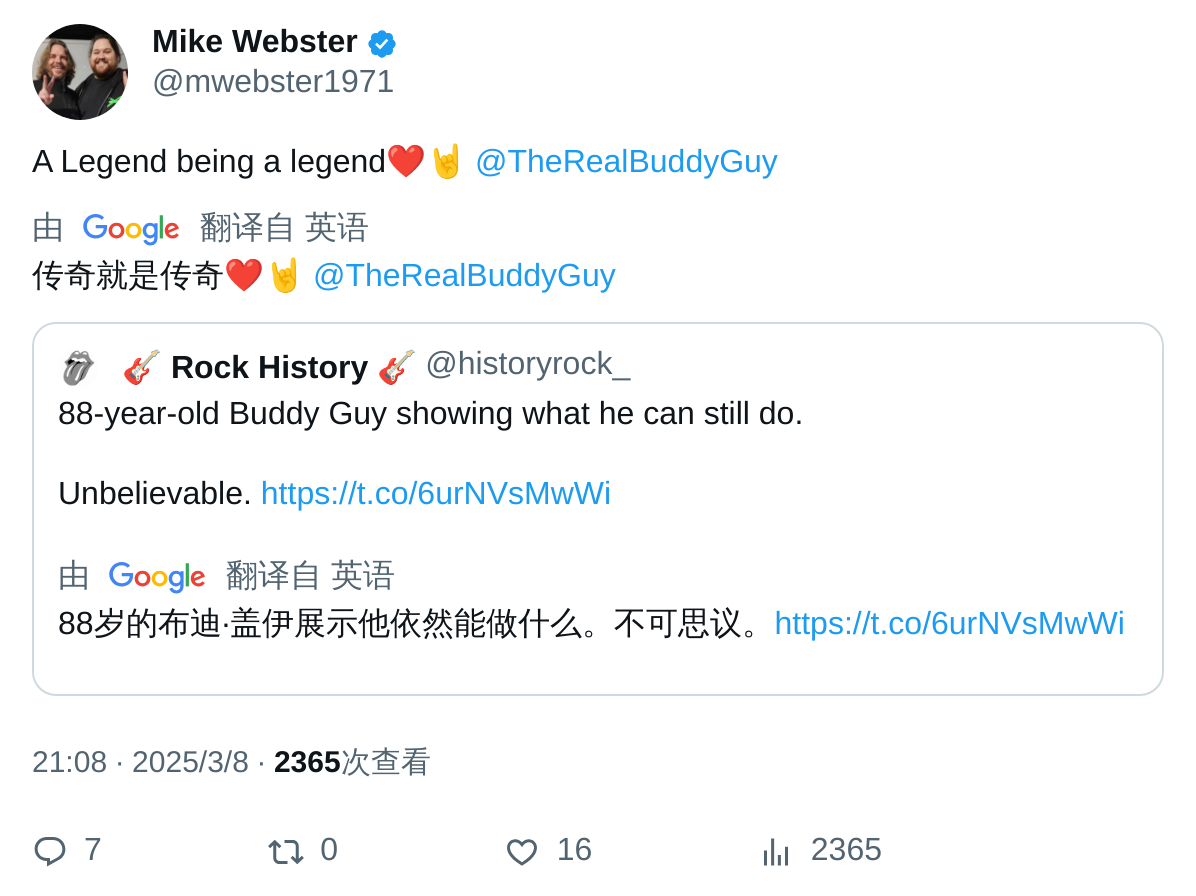 Mike Webster
@mwebster1971
A Legend being a legend❤️🤘 @TheRealBuddyGuy
由 Google 翻译自 英语
传奇就是传奇❤️🤘 @TheRealBuddyGuy
🎸 Rock History 🎸 @historyrock_
88-year-old Buddy Guy showing what he can still do.
Unbelievable. https://t.co/6urNVsMwWi
由 Google 翻译自 英语
88岁的布迪·盖伊展示他依然能做什么。不可思议。https://t.co/6urNVsMwWi
21:08 · 2025/3/8 · 2365次查看
7 0 16 2365